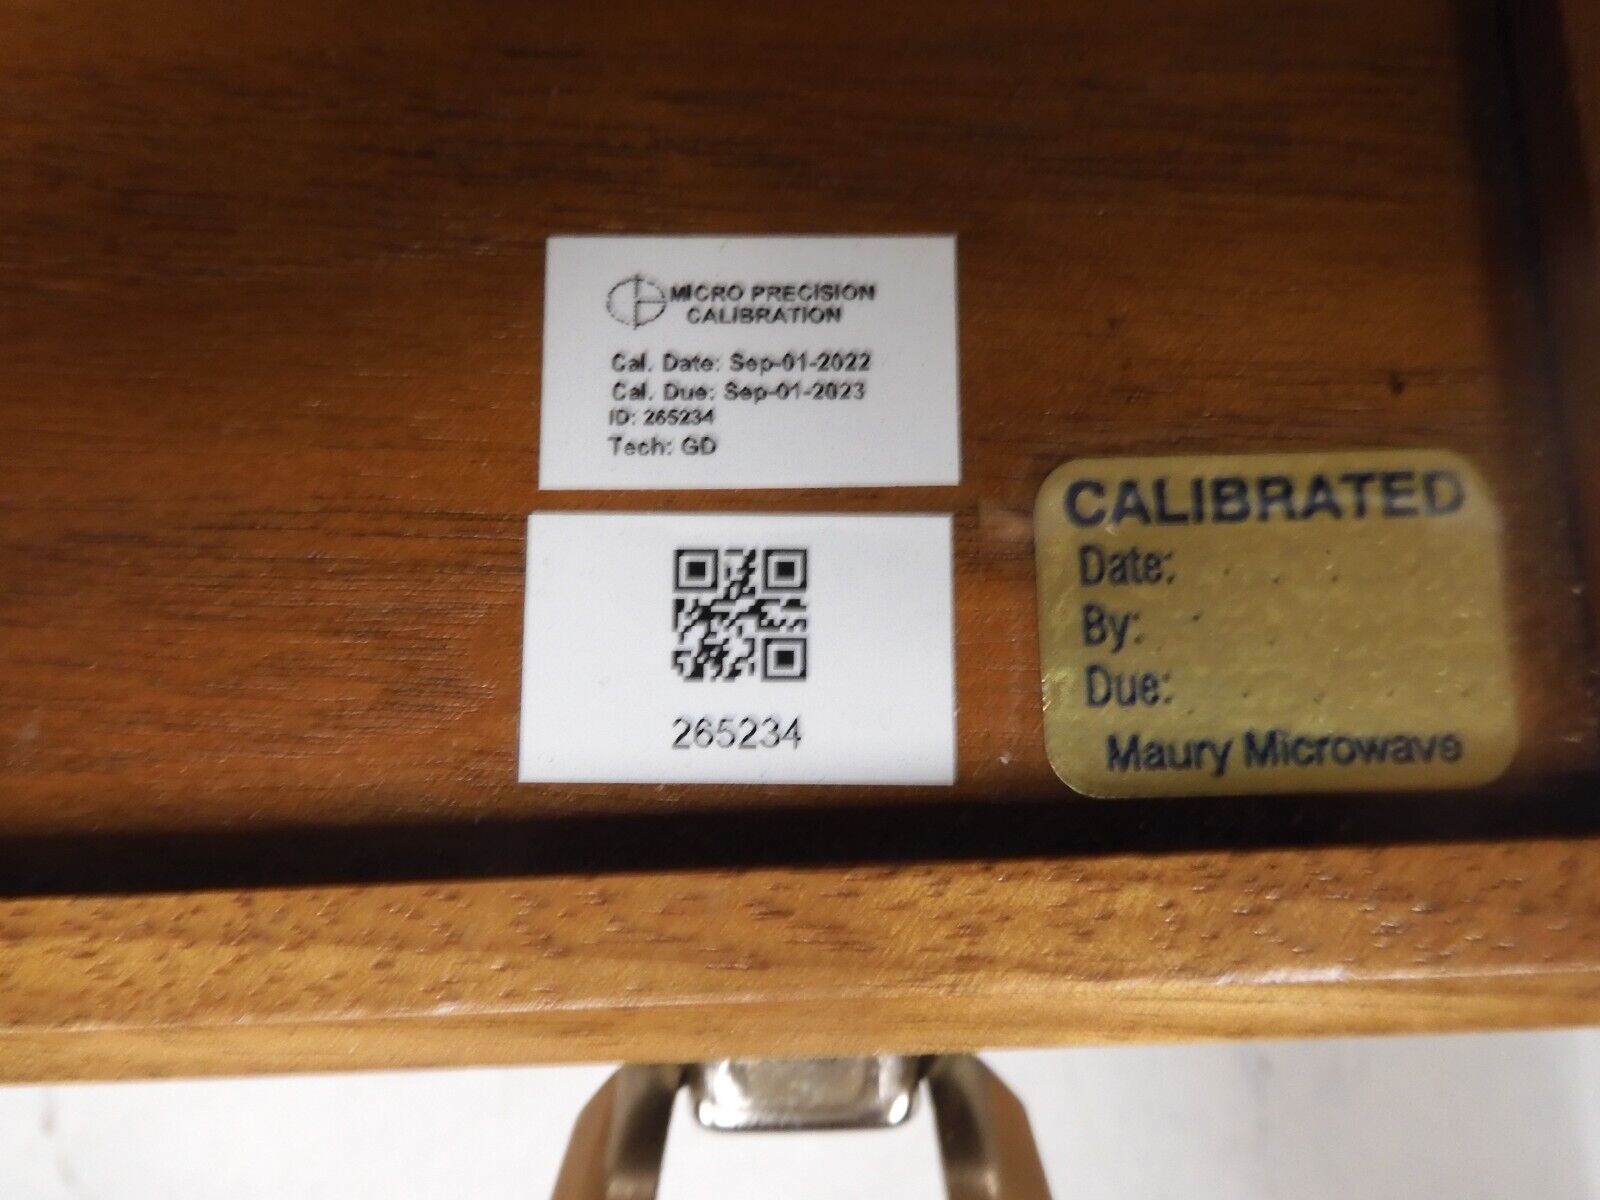 MICRO PRECISION
CALIBRATION
Cal. Date: Sep-01-2022
Cal. Due: Sep-01-2023
ID: 265234
Tech: GD
265234
CALIBRATED
Date:
By:
Due:
Maury Microwave